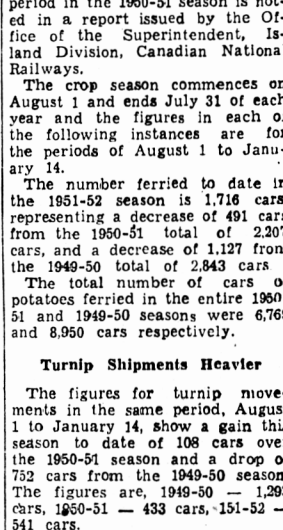 period in the 1950-51 season is not-
ed in a report issued by the Of-
fice of the Superintendent, Is-
land Division, Canadian Nationa
Railways.
The crop season commences on
August 1 and ends July 31 of each
year and the figures in each o
the following instances are for
the periods of August 1 to Janu-
ary 14.
The number ferried to date in
the 1951-52 season is 1,716 cars
representing a decrease of 491 cars
from the 1950-51 total of 2,207
cars, and a decrease of 1,127 from
the 1949-50 total of 2,843 cars
The total number of cars o
potatoes ferried in the entire 1950
51 and 1949-50 seasons were 6,76
and 8,950 cars respectively.
Turnip Shipments Heavier
The figures for turnip move-
ments in the same period, Augus
1 to January 14, show a gain thi
season to date of 108 cars ove
the 1950-51 season and a drop o
752 cars from the 1949-50 season
The figures are, 1949-50 — 1,29
cars, 1950-51 — 433 cars, 151-52 —
541 cars.